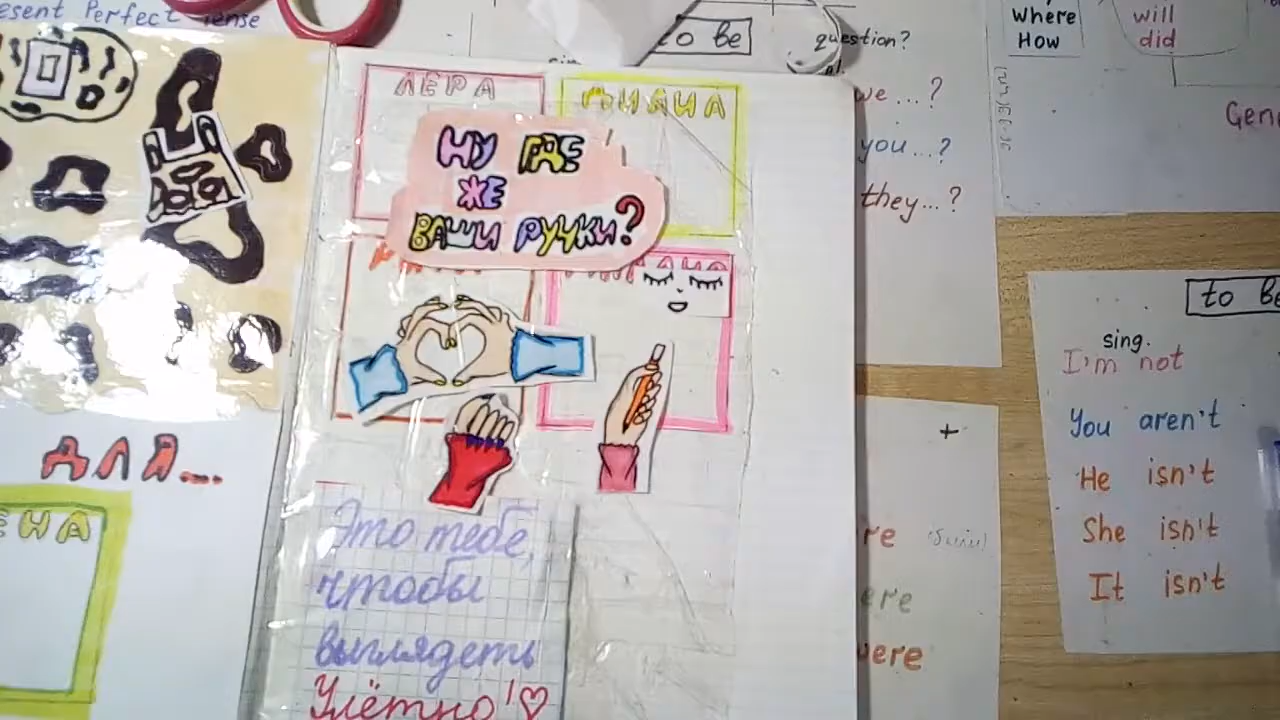 Present Perfect Tense
ДЛЯ...
ЕНА
ЛЕРА
ЛИЛИА
НУ ГДЕ
ЖЕ
ВАШИ РУЧКИ?
Это тебе,
чтобы
выглядеть
Улётно!♡
to be
question?
we...?
you...?
they...?
where
How
will
did
Gen
to be
sing.
I'm not
You aren't
He isn't
She isn't
It isn't
+
re
ere
were